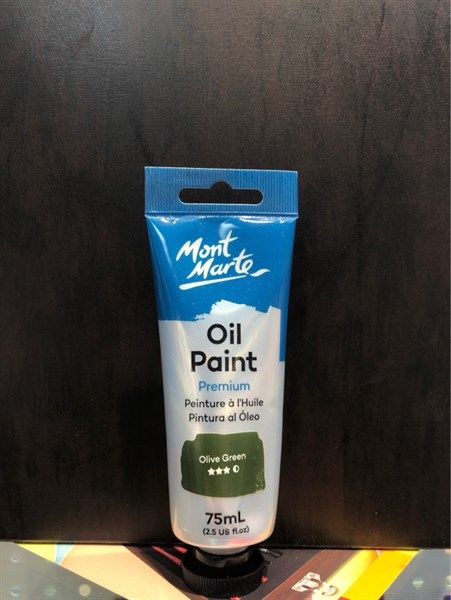 Mont
Marte
Oil
Paint
Premium
Peinture à l'Huile
Pintura al Óleo
Olive Green
75mL
(2.5 US fl.oz)